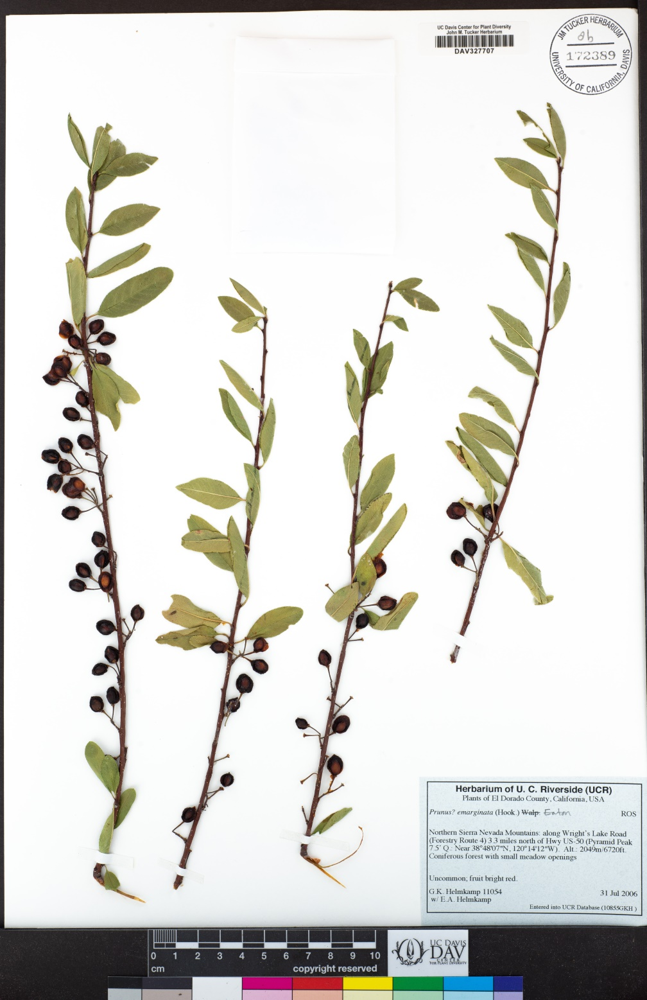 UC Davis Center for Plant Diversity
John M. Tucker Herbarium
DAV327707
JM TUCKER HERBARIUM
ab
172389
UNIVERSITY OF CALIFORNIA, DAVIS
Herbarium of U. C. Riverside (UCR)
Plants of El Dorado County, California, USA
Prunus? emarginata (Hook.) Walp. Eaton ROS
Northern Sierra Nevada Mountains: along Wright's Lake Road
(Forestry Route 4) 3.3 miles north of Hwy US-50 (Pyramid Peak
7.5' Q.: Near 38°48'07"N, 120°14'12"W). Alt.: 2049m/6720ft.
Coniferous forest with small meadow openings
Uncommon; fruit bright red.
G.K. Helmkamp 11054 31 Jul 2006
w/ E.A. Helmkamp
Entered into UCR Database (10855GKH )
0 1 2 3 4 5 6 7 8 9 10
cm copyright reserved
UC DAVIS
DAV
CENTER
FOR PLANT DIVERSITY